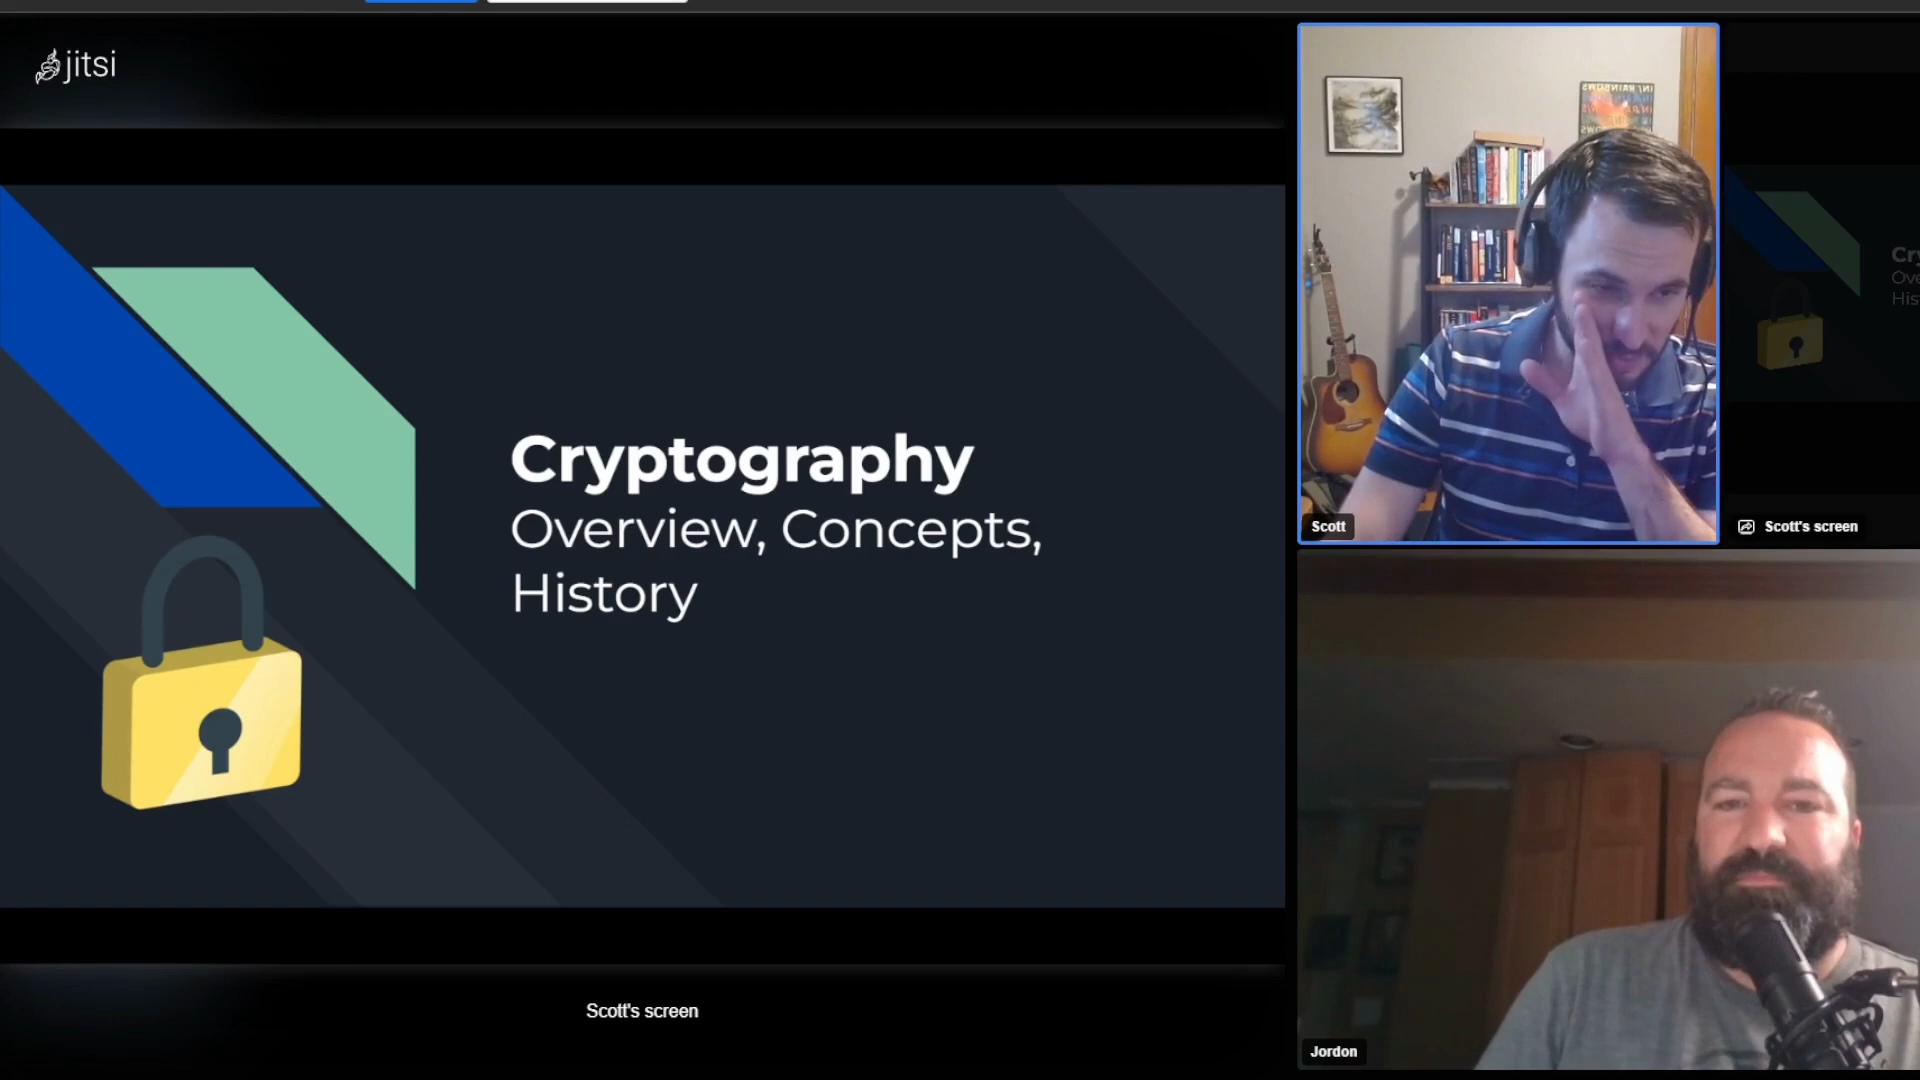 jitsi
Cryptography
Overview, Concepts,
History
Scott's screen
Scott
Scott's screen
Jordon